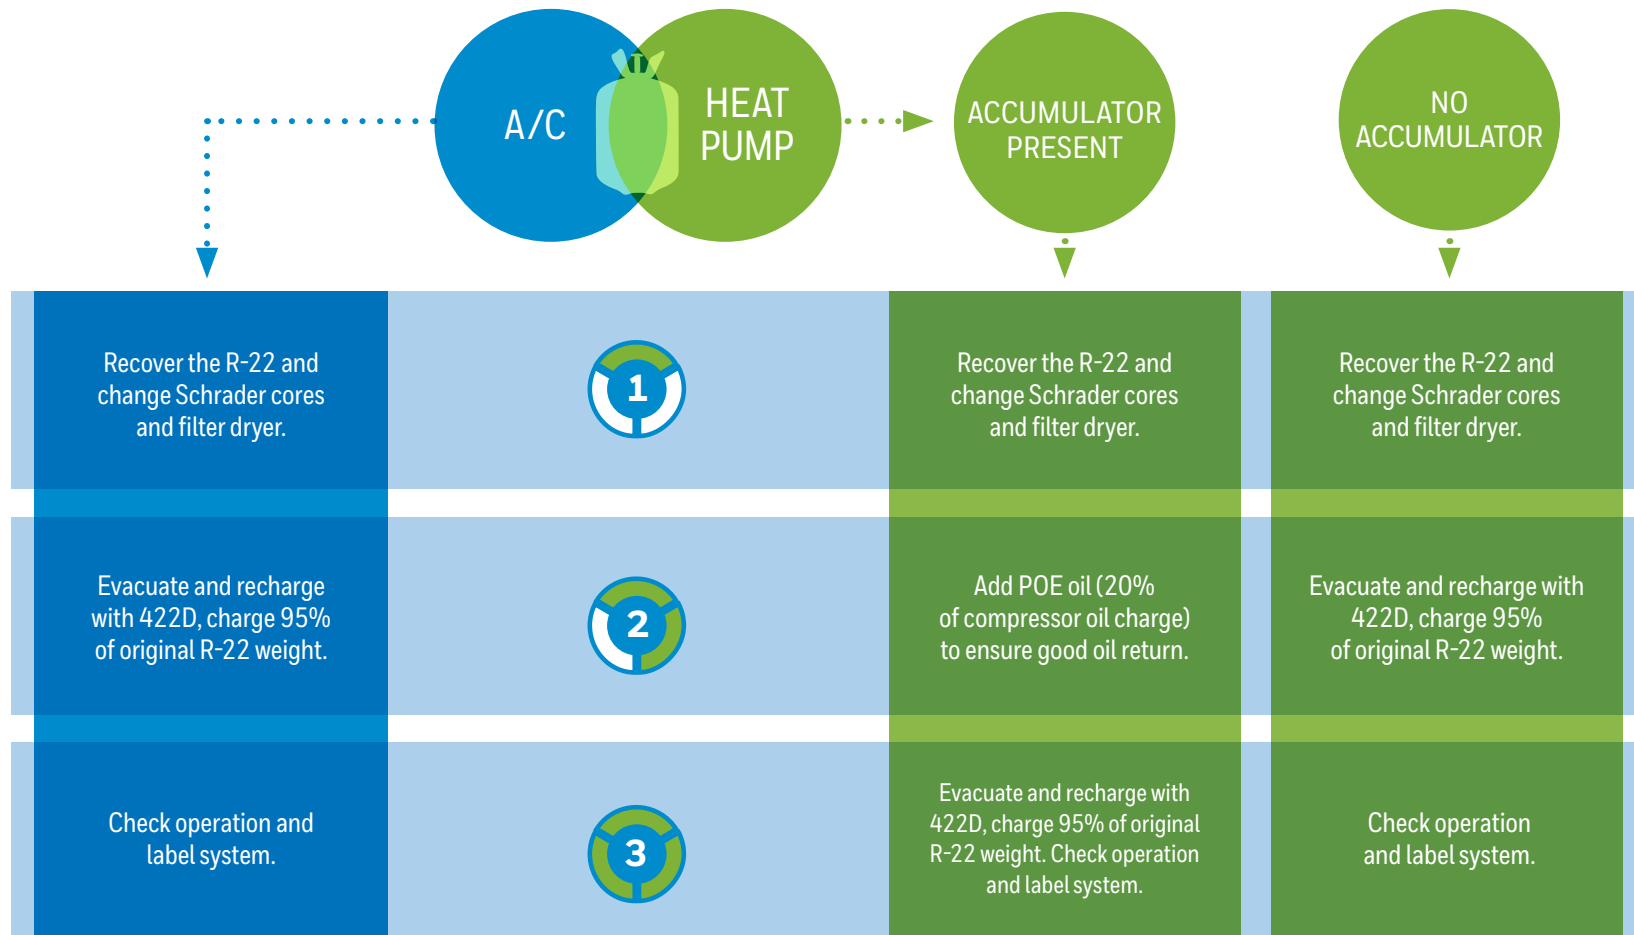 A/C
HEAT
PUMP
ACCUMULATOR
PRESENT
NO
ACCUMULATOR
Recover the R-22 and
change Schrader cores
and filter dryer.
1
Recover the R-22 and
change Schrader cores
and filter dryer.
Recover the R-22 and
change Schrader cores
and filter dryer.
Evacuate and recharge
with 422D, charge 95%
of original R-22 weight.
2
Add POE oil (20%
of compressor oil charge)
to ensure good oil return.
Evacuate and recharge with
422D, charge 95%
of original R-22 weight.
Check operation and
label system.
3
Evacuate and recharge with
422D, charge 95% of original
R-22 weight. Check operation
and label system.
Check operation
and label system.